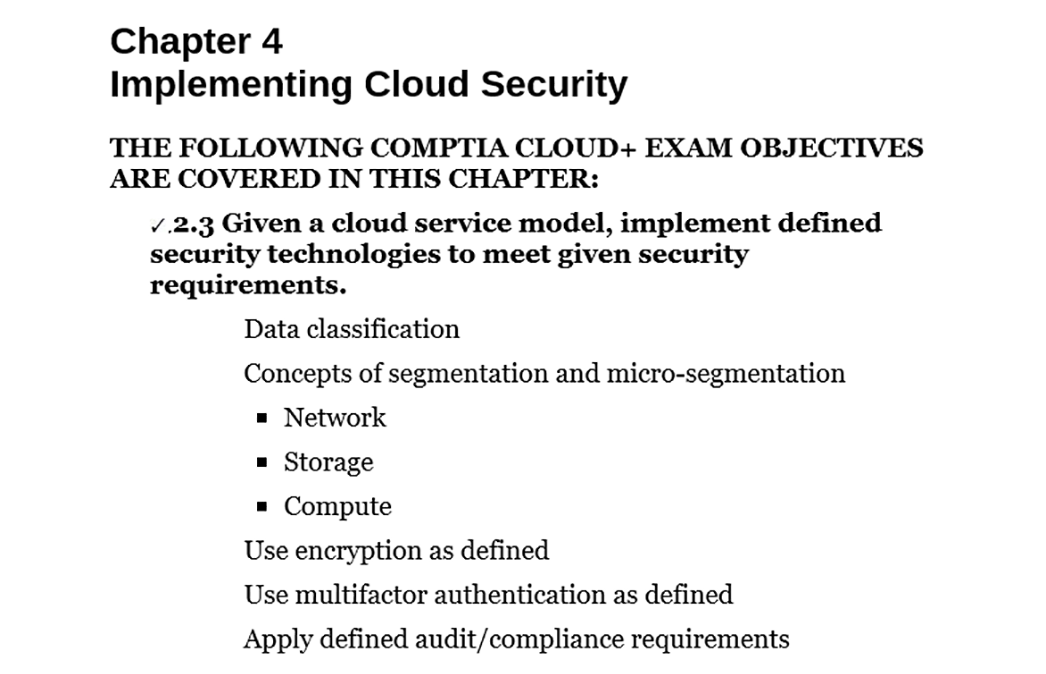 Chapter 4
Implementing Cloud Security
THE FOLLOWING COMPTIA CLOUD+ EXAM OBJECTIVES
ARE COVERED IN THIS CHAPTER:
✓.2.3 Given a cloud service model, implement defined
security technologies to meet given security
requirements.
Data classification
Concepts of segmentation and micro-segmentation
▪ Network
▪ Storage
▪ Compute
Use encryption as defined
Use multifactor authentication as defined
Apply defined audit/compliance requirements